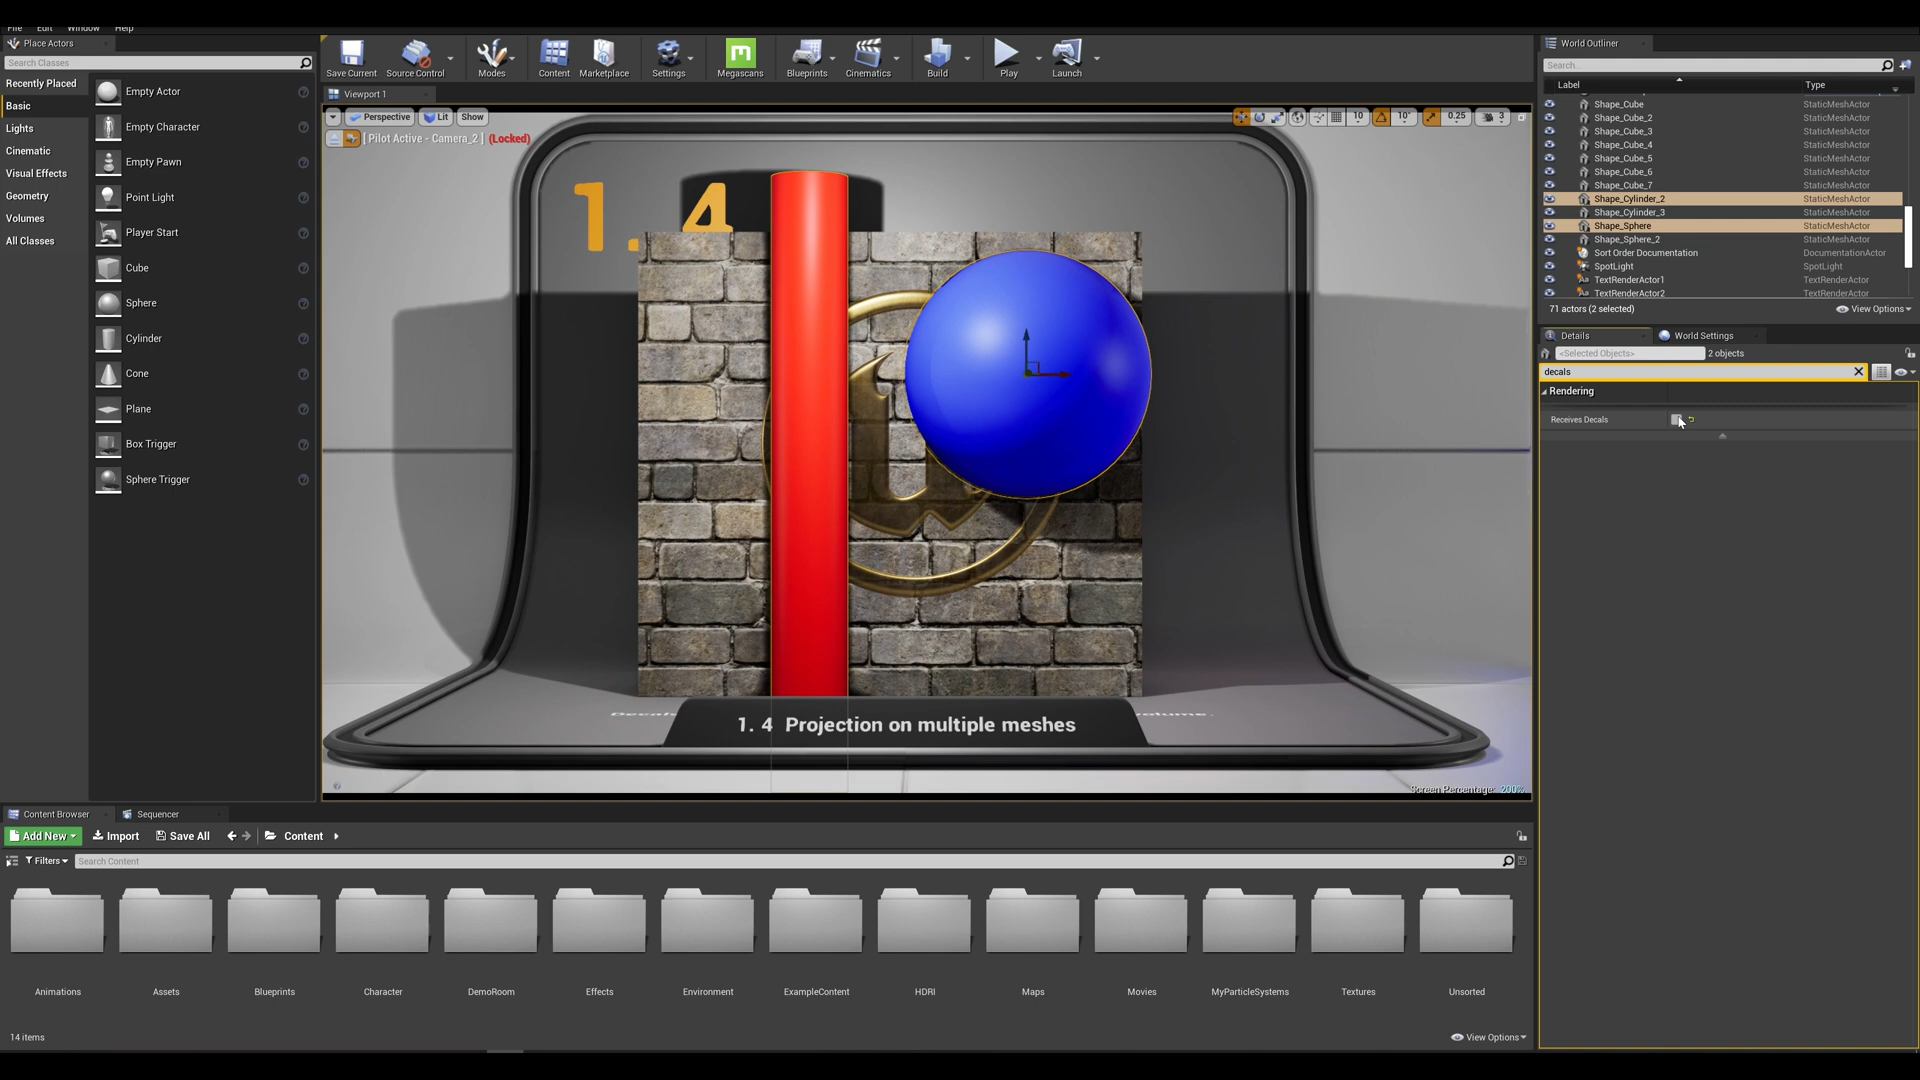 File Edit Window Help
Place Actors
Search Classes
Recently Placed
Basic
Lights
Cinematic
Visual Effects
Geometry
Volumes
All Classes
Empty Actor
Empty Character
Empty Pawn
Point Light
Player Start
Cube
Sphere
Cylinder
Cone
Plane
Box Trigger
Sphere Trigger
Save Current Source Control Modes Content Marketplace Settings Megascans Blueprints Cinematics Build Play Launch
Viewport 1
Perspective Lit Show
10 10° 0.25 3
[ Pilot Active - Camera_2 ] (Locked)
1. 4
1. 4 Projection on multiple meshes
Screen Percentage: 200%
World Outliner
Search...
Label Type
Shape_Cube StaticMeshActor
Shape_Cube_2 StaticMeshActor
Shape_Cube_3 StaticMeshActor
Shape_Cube_4 StaticMeshActor
Shape_Cube_5 StaticMeshActor
Shape_Cube_6 StaticMeshActor
Shape_Cube_7 StaticMeshActor
Shape_Cylinder_2 StaticMeshActor
Shape_Cylinder_3 StaticMeshActor
Shape_Sphere StaticMeshActor
Shape_Sphere_2 StaticMeshActor
Sort Order Documentation DocumentationActor
SpotLight SpotLight
TextRenderActor1 TextRenderActor
TextRenderActor2 TextRenderActor
71 actors (2 selected) View Options
Details World Settings
<Selected Objects> 2 objects
decals
Rendering
Receives Decals
Content Browser Sequencer
Add New Import Save All Content
Filters Search Content
Animations Assets Blueprints Character DemoRoom Effects Environment ExampleContent HDRI Maps Movies MyParticleSystems Textures Unsorted
14 items View Options